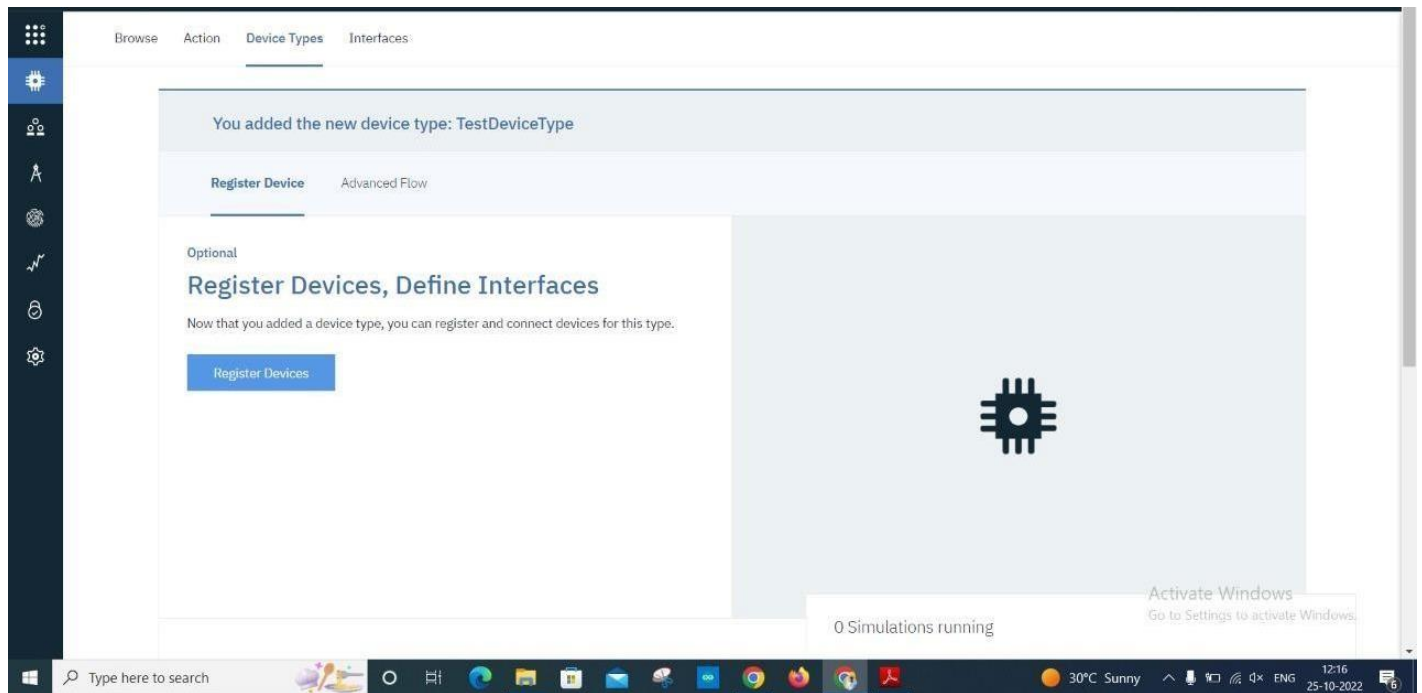 Browse Action Device Types Interfaces
You added the new device type: TestDeviceType
Register Device Advanced Flow
Optional
Register Devices, Define Interfaces
Now that you added a device type, you can register and connect devices for this type.
Register Devices
Activate Windows
Go to Settings to activate Windows.
0 Simulations running
Type here to search
30°C Sunny
ENG
12:16
25-10-2022
6